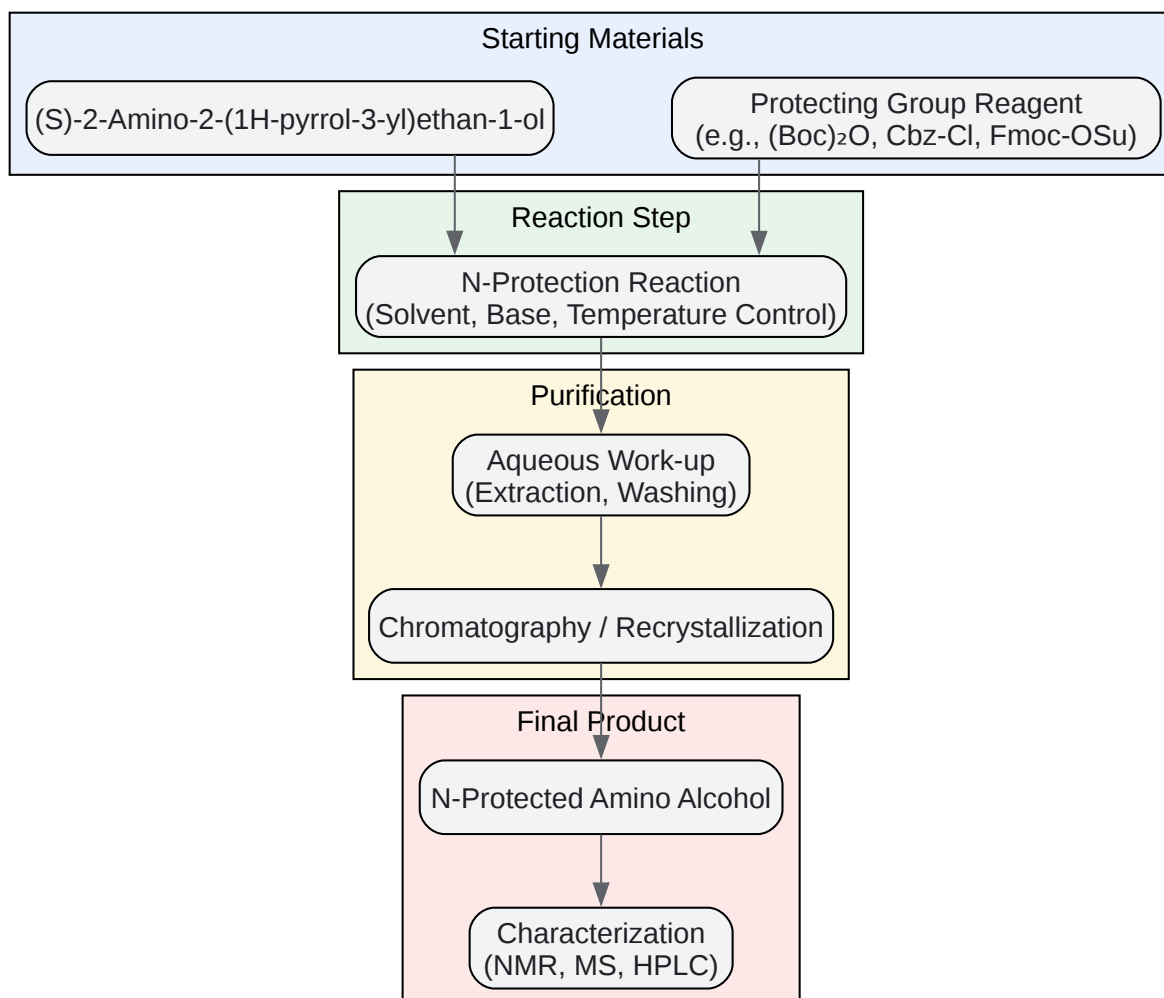 Starting Materials
(S)-2-Amino-2-(1H-pyrrol-3-yl)ethan-1-ol
Protecting Group Reagent
(e.g., (Boc)₂O, Cbz-Cl, Fmoc-OSu)
Reaction Step
N-Protection Reaction
(Solvent, Base, Temperature Control)
Purification
Aqueous Work-up
(Extraction, Washing)
Chromatography / Recrystallization
Final Product
N-Protected Amino Alcohol
Characterization
(NMR, MS, HPLC)